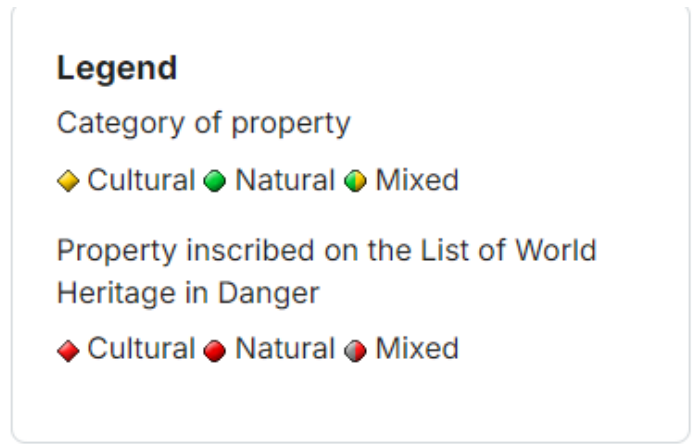 Legend
Category of property
Cultural Natural Mixed
Property inscribed on the List of World
Heritage in Danger
Cultural Natural Mixed